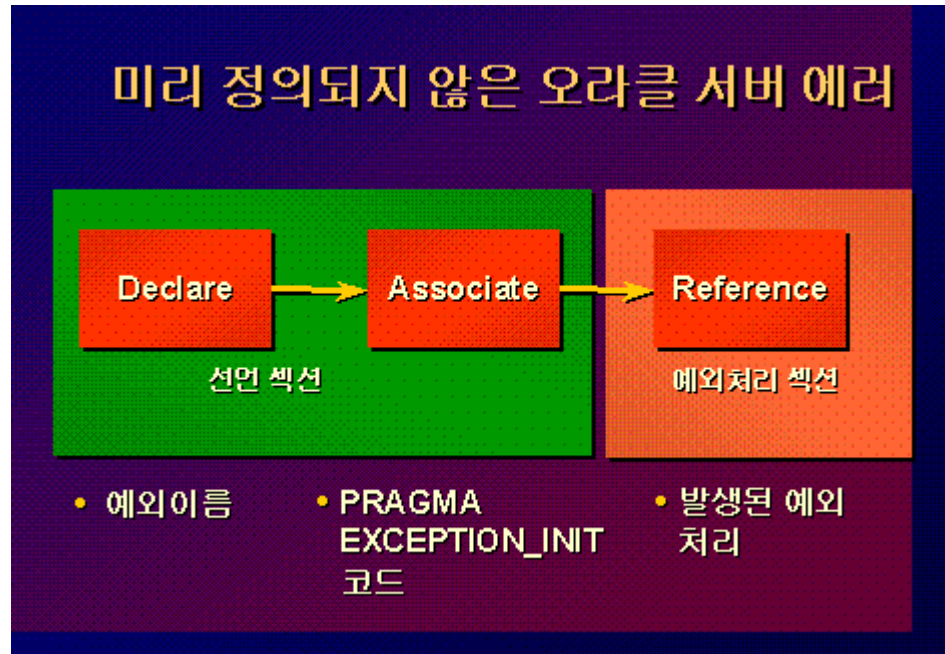 미리 정의되지 않은 오라클 서버 에러
Declare
Associate
Reference
선언 섹션
예외처리 섹션
• 예외이름
• PRAGMA
EXCEPTION_INIT
코드
• 발생된 예외
처리